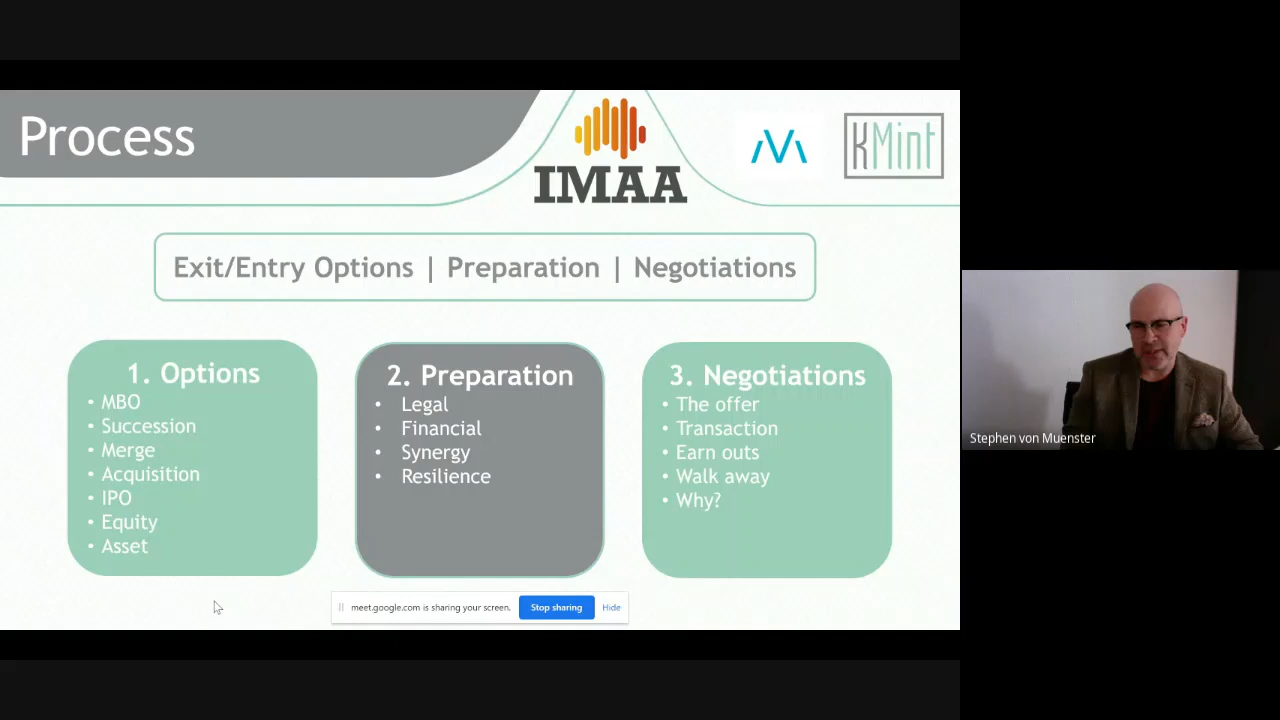 Process
IMAA
KMint
Exit/Entry Options | Preparation | Negotiations
1. Options
• MBO
• Succession
• Merge
• Acquisition
• IPO
• Equity
• Asset
2. Preparation
• Legal
• Financial
• Synergy
• Resilience
3. Negotiations
• The offer
• Transaction
• Earn outs
• Walk away
• Why?
meet.google.com is sharing your screen. Stop sharing Hide
Stephen von Muenster